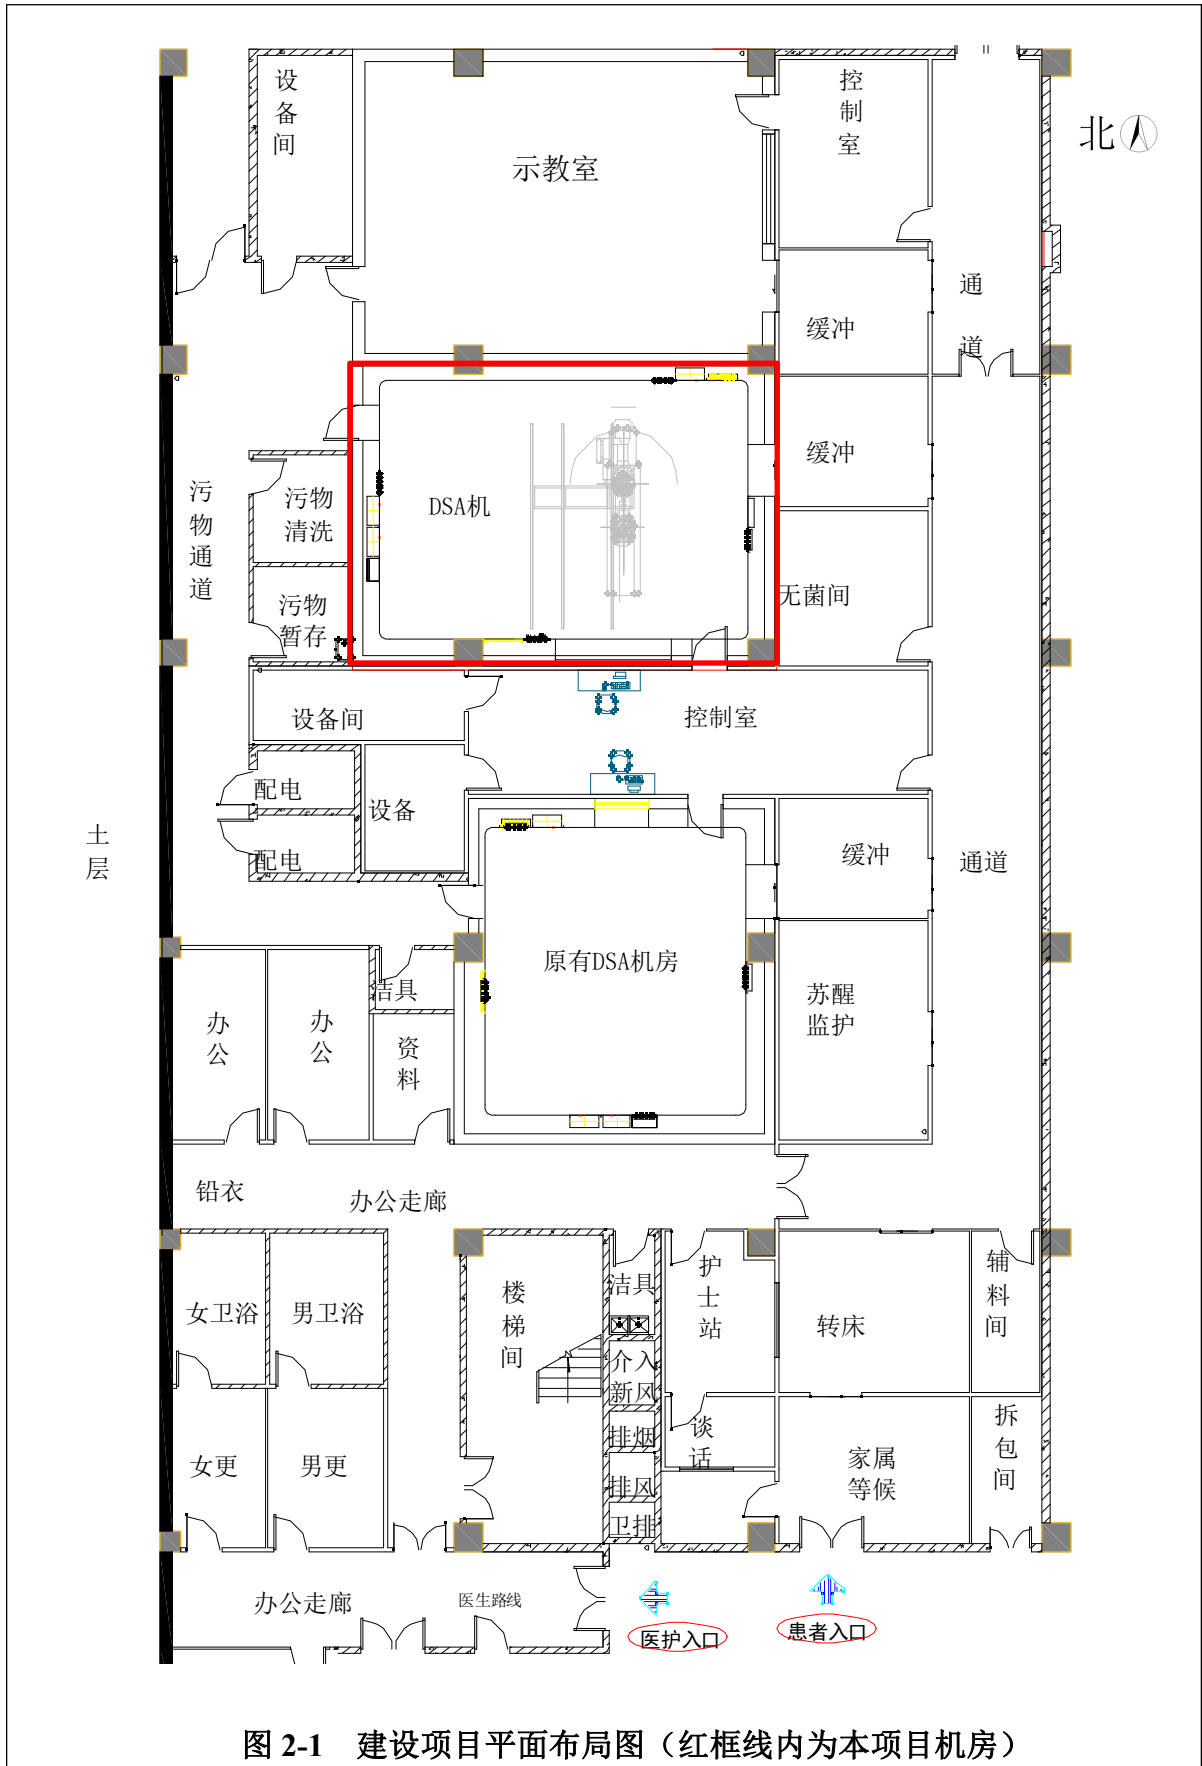 设备间
示教室
控制室
北
通道
缓冲
缓冲
DSA机
污物通道
污物
清洗
污物
暂存
无菌间
设备间
控制室
配电
设备
配电
土层
缓冲
通道
原有DSA机房
洁具
办公
办公
资料
苏醒
监护
铅衣
办公走廊
女卫浴
男卫浴
楼梯间
洁具
护士站
转床
辅料间
介入
新风
排烟
谈话
拆包间
女更
男更
排风
家属
等候
卫排
办公走廊
医生路线
医护入口
患者入口
图 2-1 建设项目平面布局图（红框线内为本项目机房）